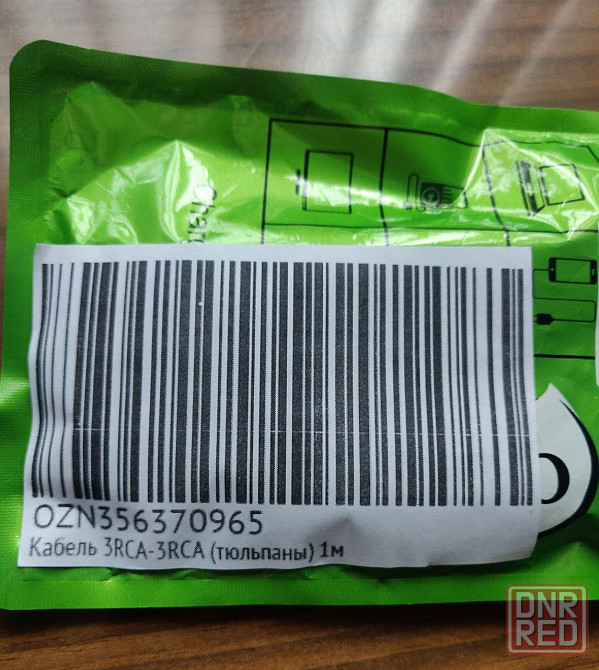 OZN356370965
Кабель 3RCA-3RCA (тюльпаны) 1м
DNR
RED